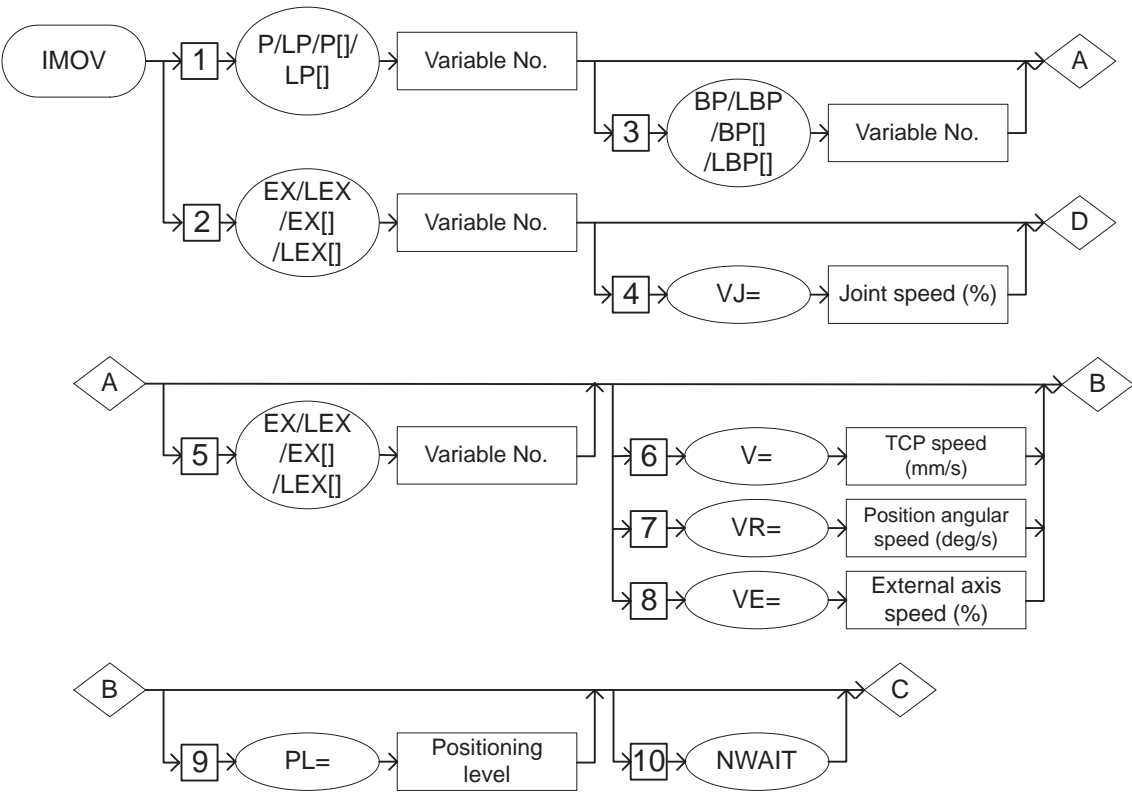 IMOV
1
P/LP/P[]/
LP[]
Variable No.
A
3
BP/LBP
/BP[]
/LBP[]
Variable No.
2
EX/LEX
/EX[]
/LEX[]
Variable No.
D
4
VJ=
Joint speed (%)
A
B
5
EX/LEX
/EX[]
/LEX[]
Variable No.
6
V=
TCP speed
(mm/s)
7
VR=
Position angular
speed (deg/s)
8
VE=
External axis
speed (%)
B
C
9
PL=
Positioning
level
10
NWAIT